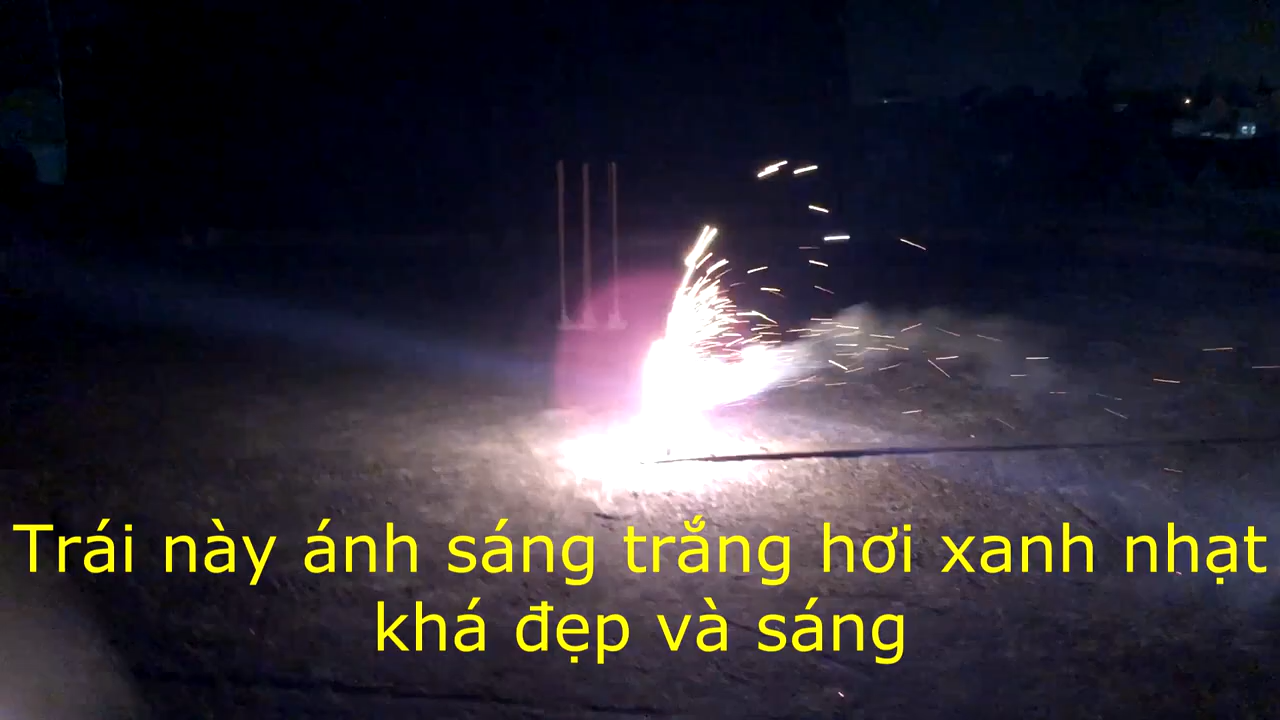 Trái này ánh sáng trắng hơi xanh nhạt
khá đẹp và sáng